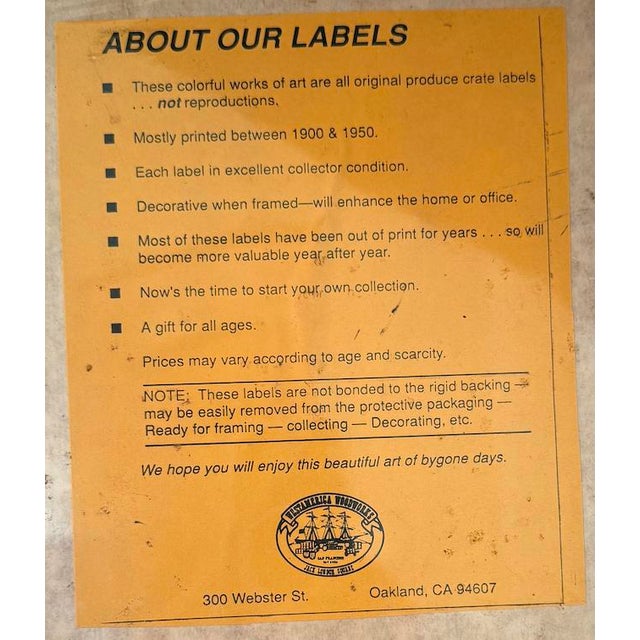 ABOUT OUR LABELS
■ These colorful works of art are all original produce crate labels
. . . not reproductions.
■ Mostly printed between 1900 & 1950.
■ Each label in excellent collector condition.
■ Decorative when framed—will enhance the home or office.
■ Most of these labels have been out of print for years . . . so will
become more valuable year after year.
■ Now's the time to start your own collection.
■ A gift for all ages.
Prices may vary according to age and scarcity.
NOTE: These labels are not bonded to the rigid backing —
may be easily removed from the protective packaging —
Ready for framing — collecting — Decorating, etc.
We hope you will enjoy this beautiful art of bygone days.
WESTAMERICA WOODWORKS
300 Webster St. Oakland, CA 94607